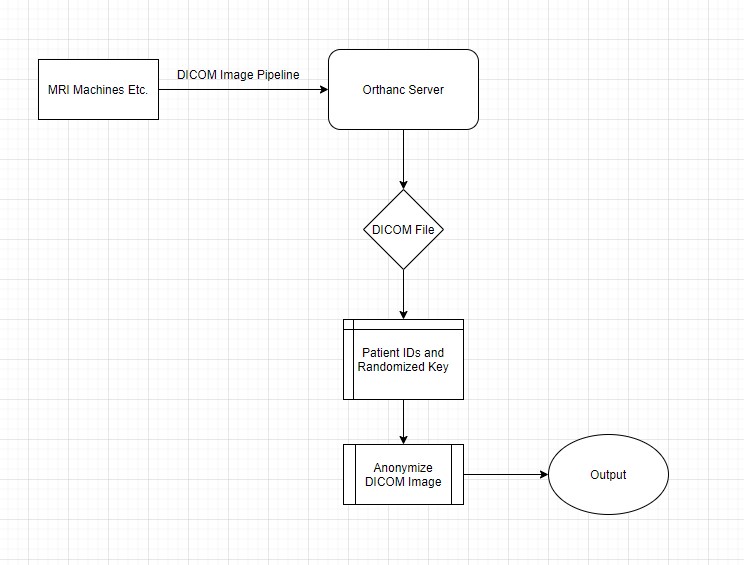 DICOM Image Pipeline
MRI Machines Etc.
Orthanc Server
DICOM File
Patient IDs and
Randomized Key
Anonymize
DICOM Image
Output